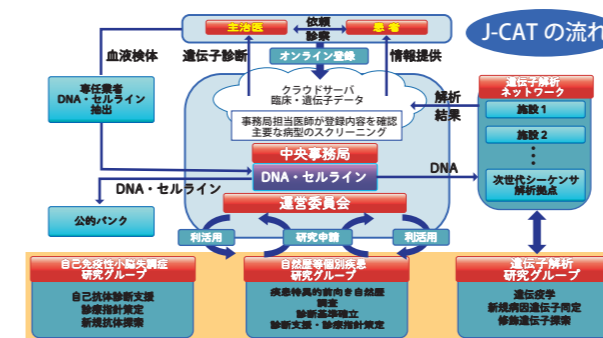 J-CAT の流れ
主治医
依頼
診察
患者
血液検体
遺伝子診断
オンライン登録
情報提供
専任業者
DNA・セルライン
抽出
クラウドサーバ
臨床・遺伝子データ
事務局担当医師が登録内容を確認
主要な病型のスクリーニング
解析
結果
遺伝子解析
ネットワーク
施設 1
施設 2
次世代シーケンサ
解析拠点
中央事務局
DNA・セルライン
DNA
DNA・セルライン
公的バンク
運営委員会
利活用
研究申請
利活用
自己免疫性小脳失調症
研究グループ
自己抗体診断支援
診療指針策定
新規抗体探索
自然歴等個別疾患
研究グループ
疾患特異的前向き自然歴
調査
診断基準確立
診断支援・診療指針策定
遺伝子解析
研究グループ
遺伝疫学
新規病因遺伝子同定
修飾遺伝子探索